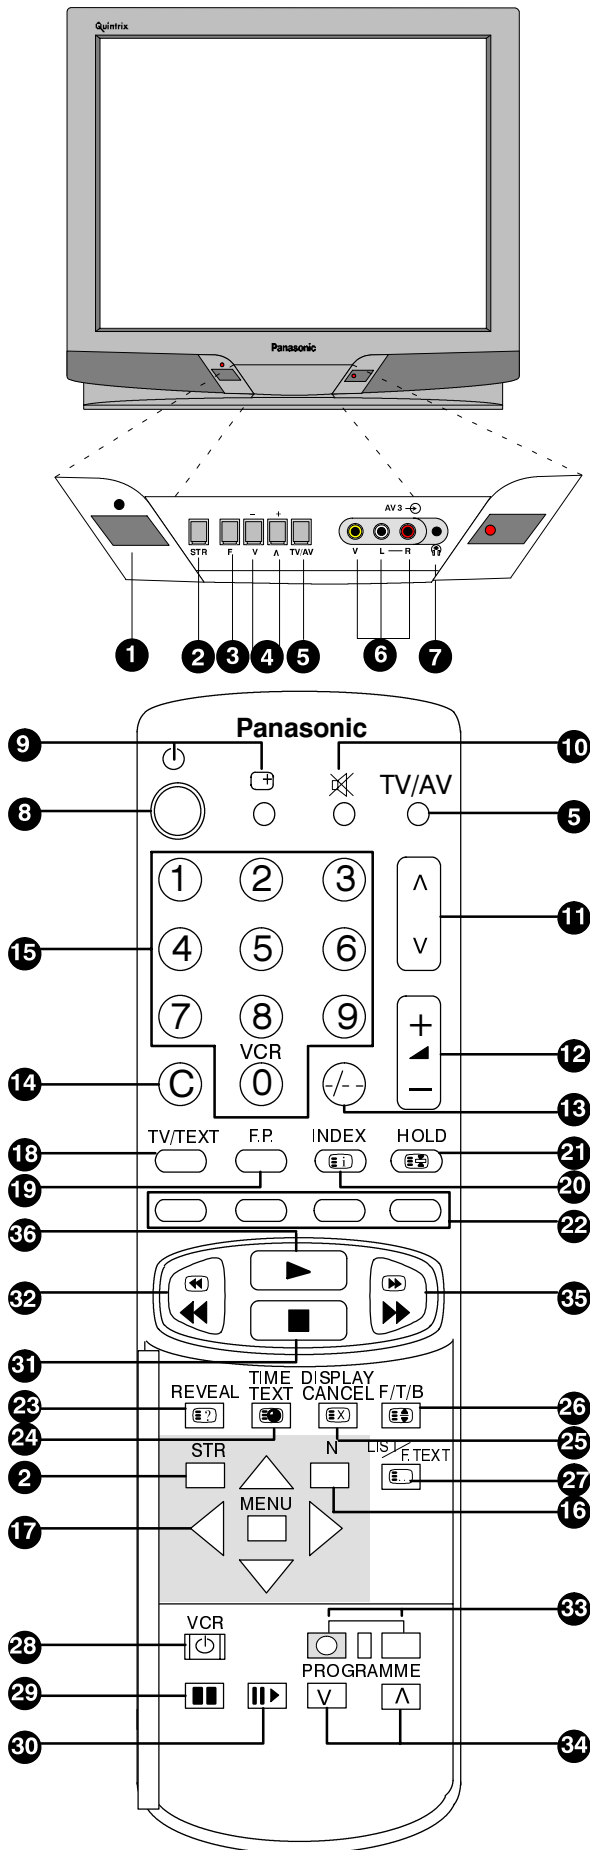 Quintrix
Panasonic
AV 3
- +
STR F V Λ TV/AV V L R
1 2 3 4 5 6 7
Panasonic
9 10
TV/AV
8 5
1 2 3
Λ
11
V
15 4 5 6
7 8 9
+
VCR
12
14 C 0 -/-- −
13
TV/TEXT F.P. INDEX HOLD
18 i 21
19 20
22
36
32 35
31
TIME DISPLAY
REVEAL TEXT CANCEL F/T/B
23 ? X 26
24 25
STR N LIST/F.TEXT
2 27
MENU 16
17
33
VCR
28
PROGRAMME
29 V Λ
30 34